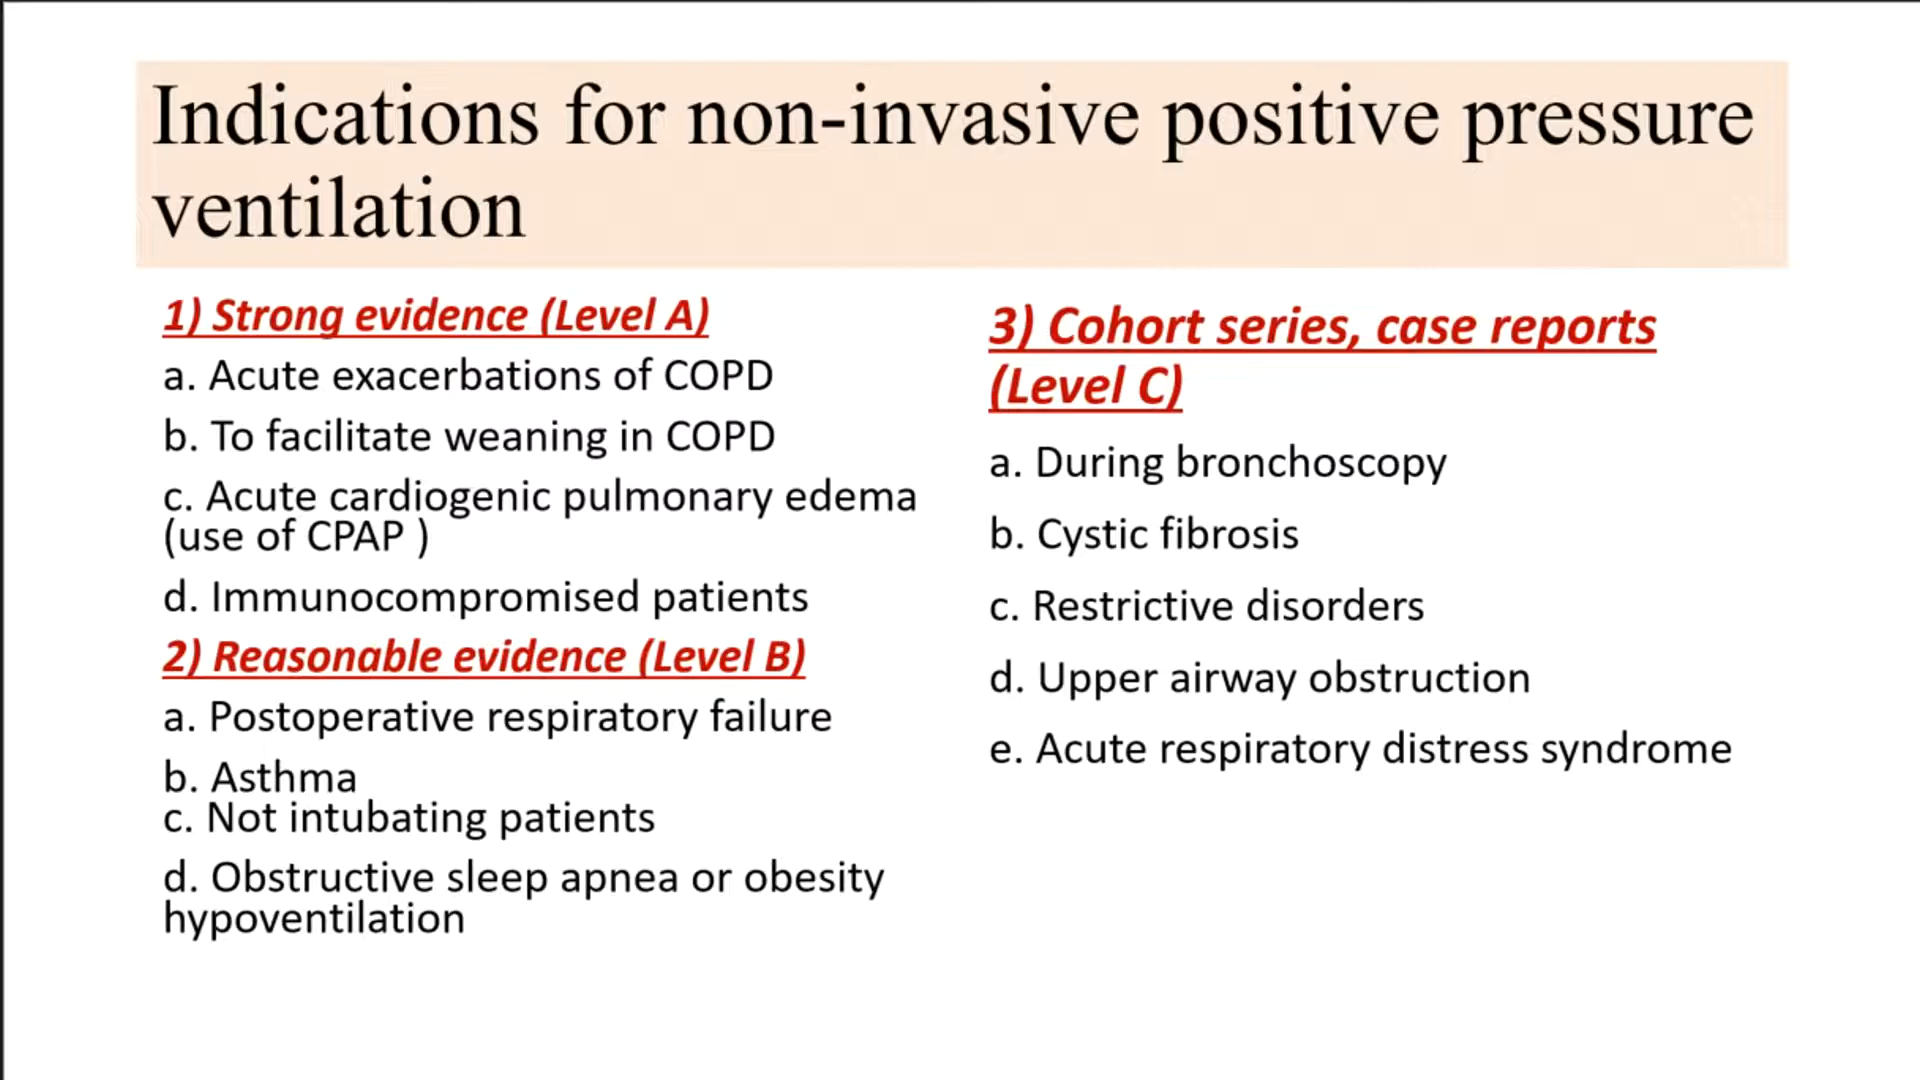 Indications for non-invasive positive pressure
ventilation
1) Strong evidence (Level A)
a. Acute exacerbations of COPD
b. To facilitate weaning in COPD
c. Acute cardiogenic pulmonary edema
(use of CPAP )
d. Immunocompromised patients
2) Reasonable evidence (Level B)
a. Postoperative respiratory failure
b. Asthma
c. Not intubating patients
d. Obstructive sleep apnea or obesity
hypoventilation
3) Cohort series, case reports
(Level C)
a. During bronchoscopy
b. Cystic fibrosis
c. Restrictive disorders
d. Upper airway obstruction
e. Acute respiratory distress syndrome